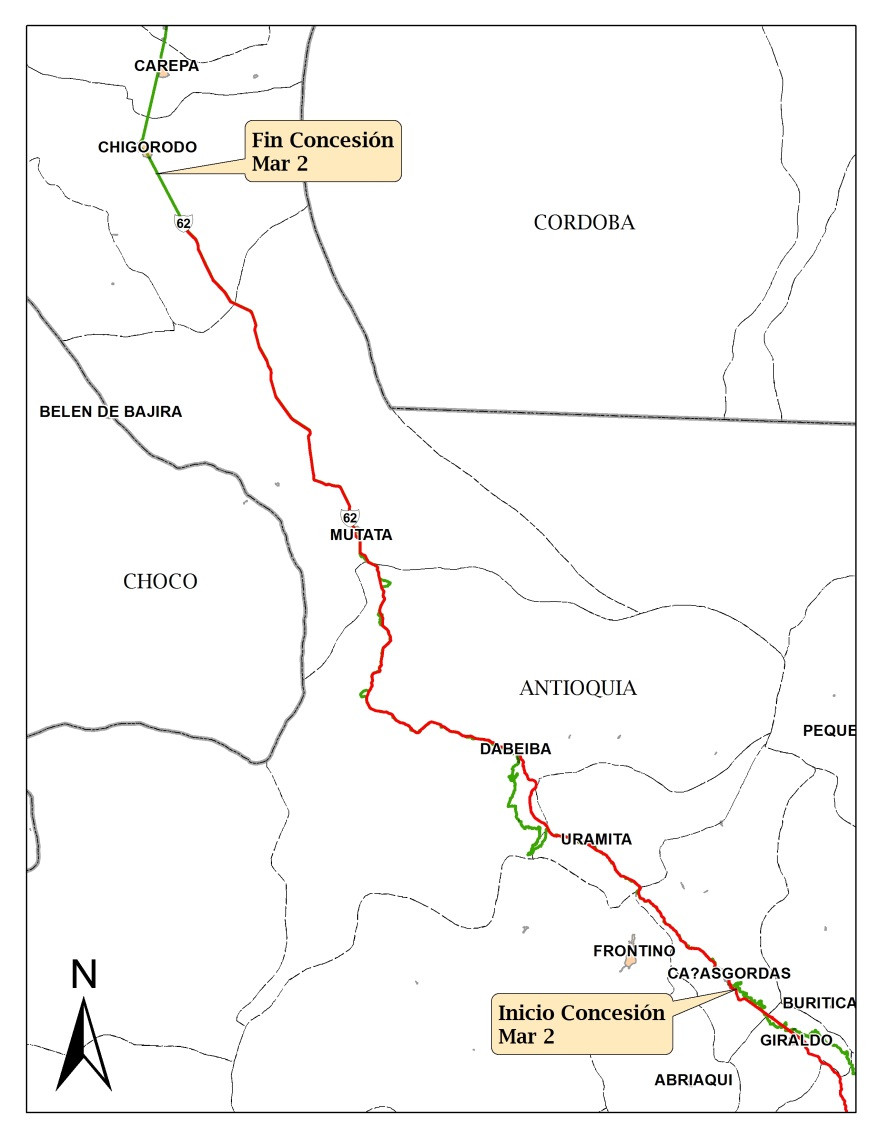 CAREPA
CHIGORODO
Fin Concesión
Mar 2
62
CORDOBA
BELEN DE BAJIRA
62
MUTATA
CHOCO
ANTIOQUIA
PEQUE
DABEIBA
URAMITA
FRONTINO
CA?ASGORDAS
Inicio Concesión
Mar 2
BURITICA
GIRALDO
ABRIAQUI
N